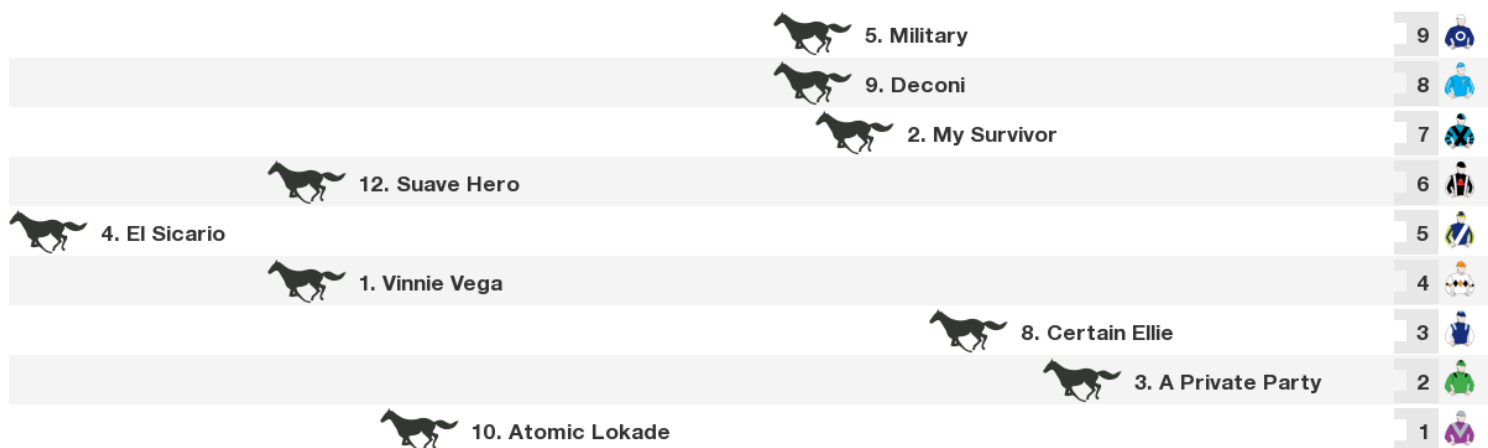 5. Military 9
9. Deconi 8
2. My Survivor 7
12. Suave Hero 6
4. El Sicario 5
1. Vinnie Vega 4
8. Certain Ellie 3
3. A Private Party 2
10. Atomic Lokade 1